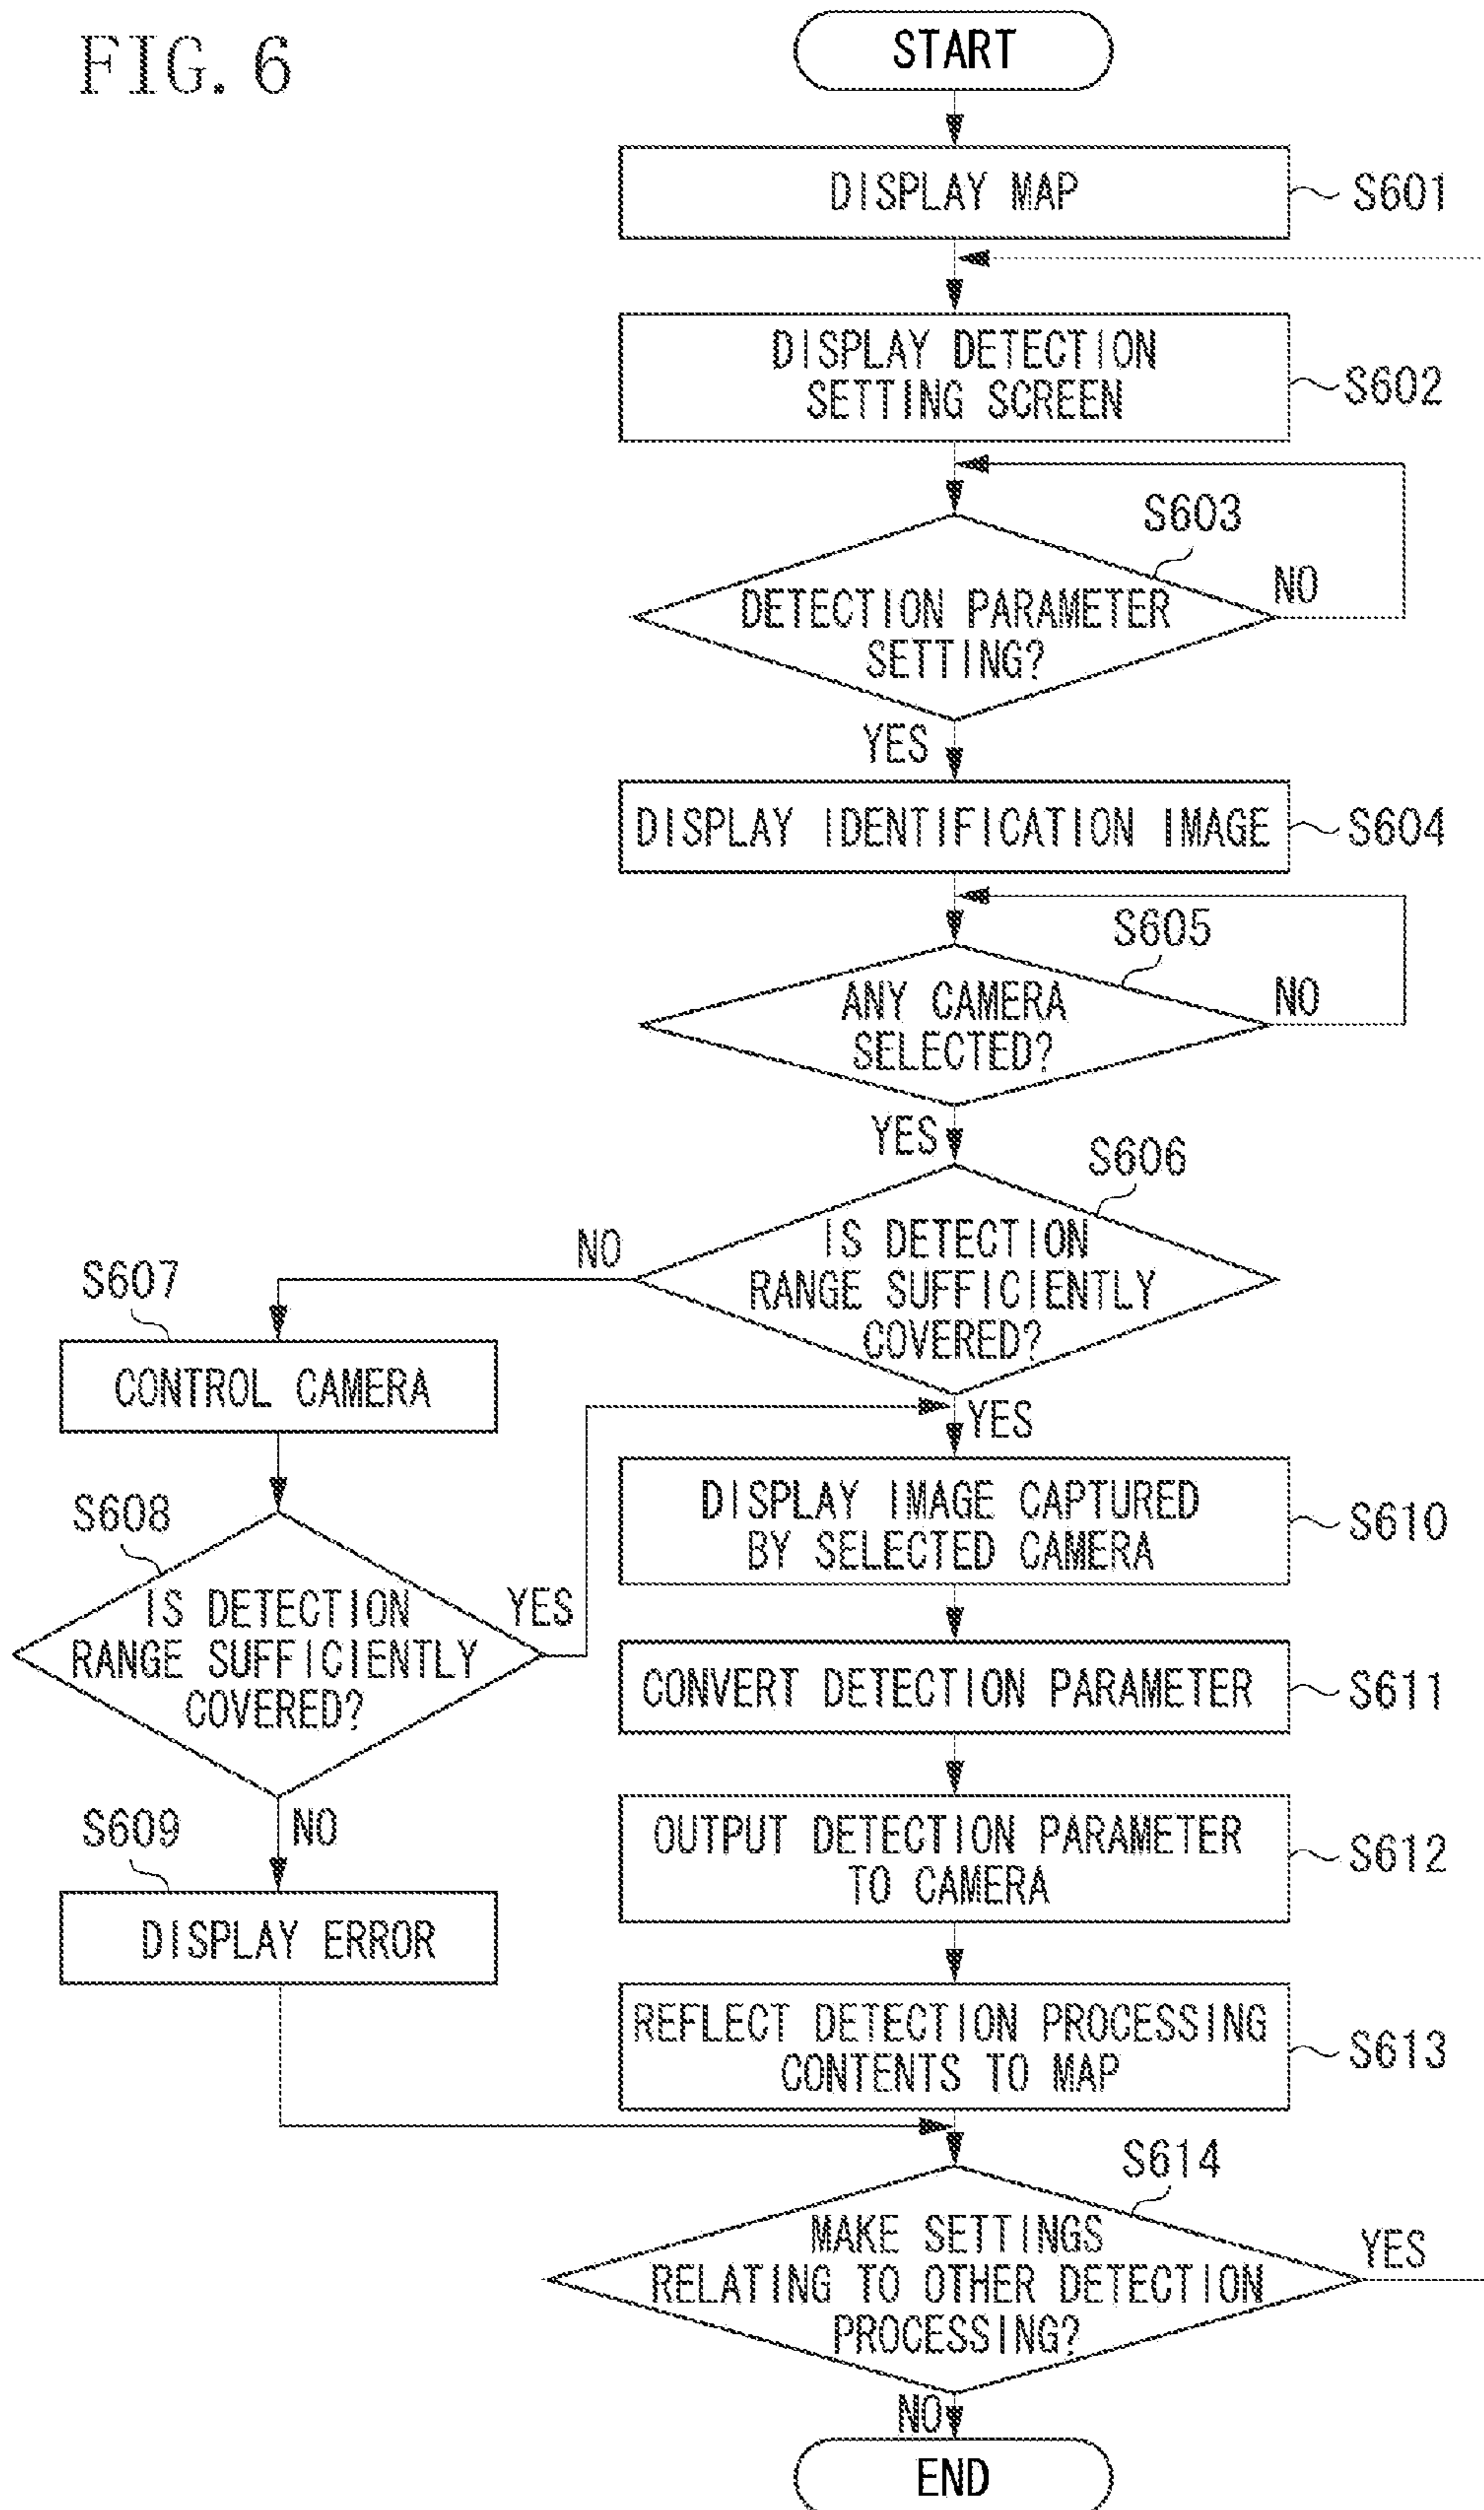 FIG. 6
START
DISPLAY MAP
S601
DISPLAY DETECTION
SETTING SCREEN
S602
S603
DETECTION PARAMETER
SETTING?
NO
YES
DISPLAY IDENTIFICATION IMAGE
S604
S605
ANY CAMERA
SELECTED?
NO
YES
S606
IS DETECTION
RANGE SUFFICIENTLY
COVERED?
NO
YES
S607
CONTROL CAMERA
S608
IS DETECTION
RANGE SUFFICIENTLY
COVERED?
YES
NO
S609
DISPLAY ERROR
DISPLAY IMAGE CAPTURED
BY SELECTED CAMERA
S610
CONVERT DETECTION PARAMETER
S611
OUTPUT DETECTION PARAMETER
TO CAMERA
S612
REFLECT DETECTION PROCESSING
CONTENTS TO MAP
S613
S614
MAKE SETTINGS
RELATING TO OTHER DETECTION
PROCESSING?
YES
NO
END